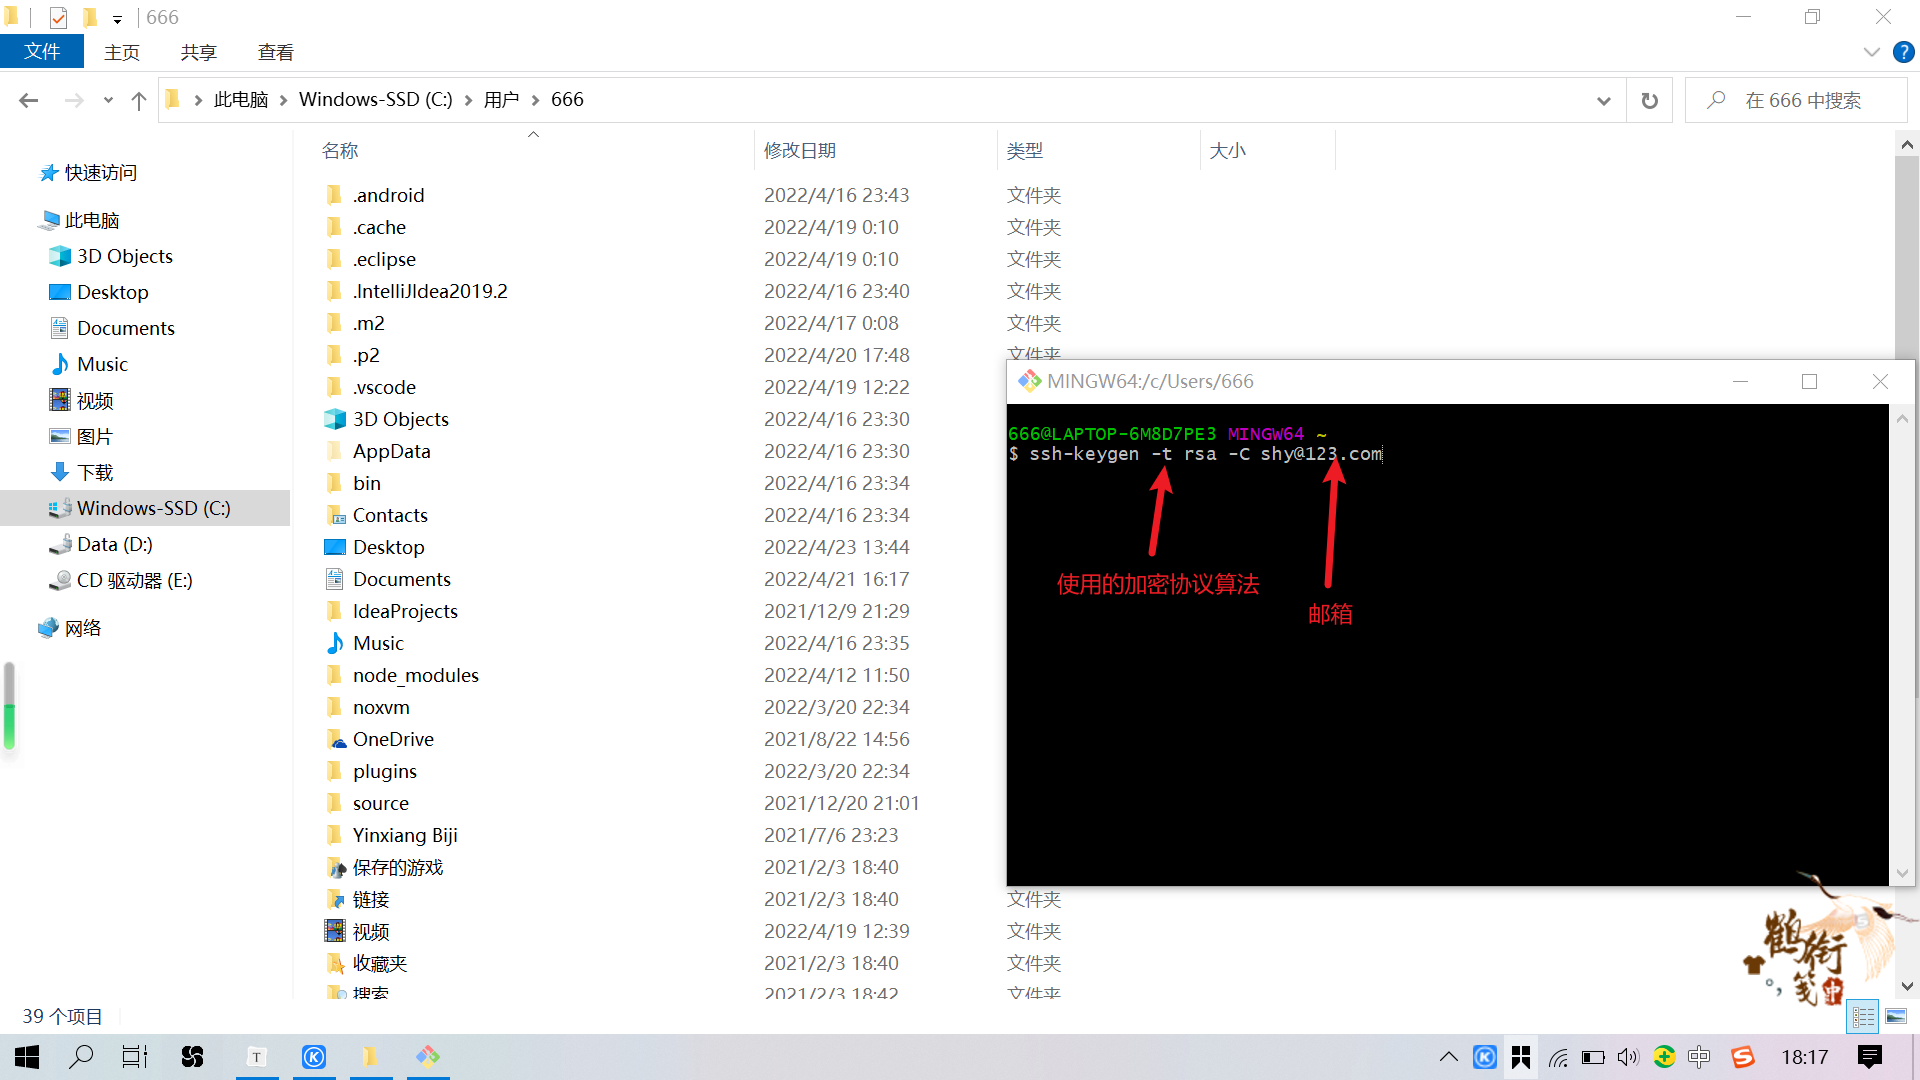 666
文件 主页 共享 查看
此电脑 Windows-SSD (C:) 用户 666
在 666 中搜索
名称 修改日期 类型 大小
快速访问
此电脑
3D Objects
Desktop
Documents
Music
视频
图片
下载
Windows-SSD (C:)
Data (D:)
CD 驱动器 (E:)
网络
.android 2022/4/16 23:43 文件夹
.cache 2022/4/19 0:10 文件夹
.eclipse 2022/4/19 0:10 文件夹
.IntelliJIdea2019.2 2022/4/16 23:40 文件夹
.m2 2022/4/17 0:08 文件夹
.p2 2022/4/20 17:48 文件夹
.vscode 2022/4/19 12:22
3D Objects 2022/4/16 23:30
AppData 2022/4/16 23:30
bin 2022/4/16 23:34
Contacts 2022/4/16 23:34
Desktop 2022/4/23 13:44
Documents 2022/4/21 16:17
IdeaProjects 2021/12/9 21:29
Music 2022/4/16 23:35
node_modules 2022/4/12 11:50
noxvm 2022/3/20 22:34
OneDrive 2021/8/22 14:56
plugins 2022/3/20 22:34
source 2021/12/20 21:01
Yinxiang Biji 2021/7/6 23:23
保存的游戏 2021/2/3 18:40
链接 2021/2/3 18:40 文件夹
视频 2022/4/19 12:39 文件夹
收藏夹 2021/2/3 18:40 文件夹
搜索 2021/2/3 18:42 文件夹
MINGW64:/c/Users/666
666@LAPTOP-6M8D7PE3 MINGW64 ~
$ ssh-keygen -t rsa -C shy@123.com
使用的加密协议算法
邮箱
鹤衔笺
中
39 个项目
T
K
K
中
S
18:17